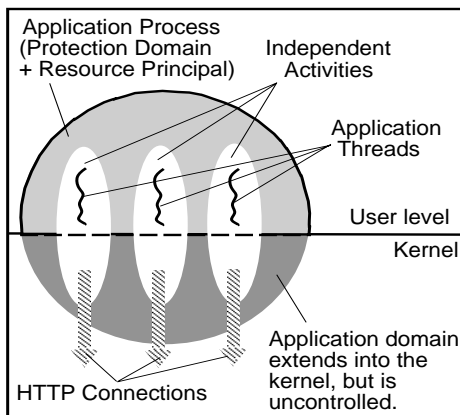 Application Process
(Protection Domain
+ Resource Principal)
Independent
Activities
Application
Threads
User level
Kernel
Application domain
extends into the
kernel, but is
uncontrolled.
HTTP Connections